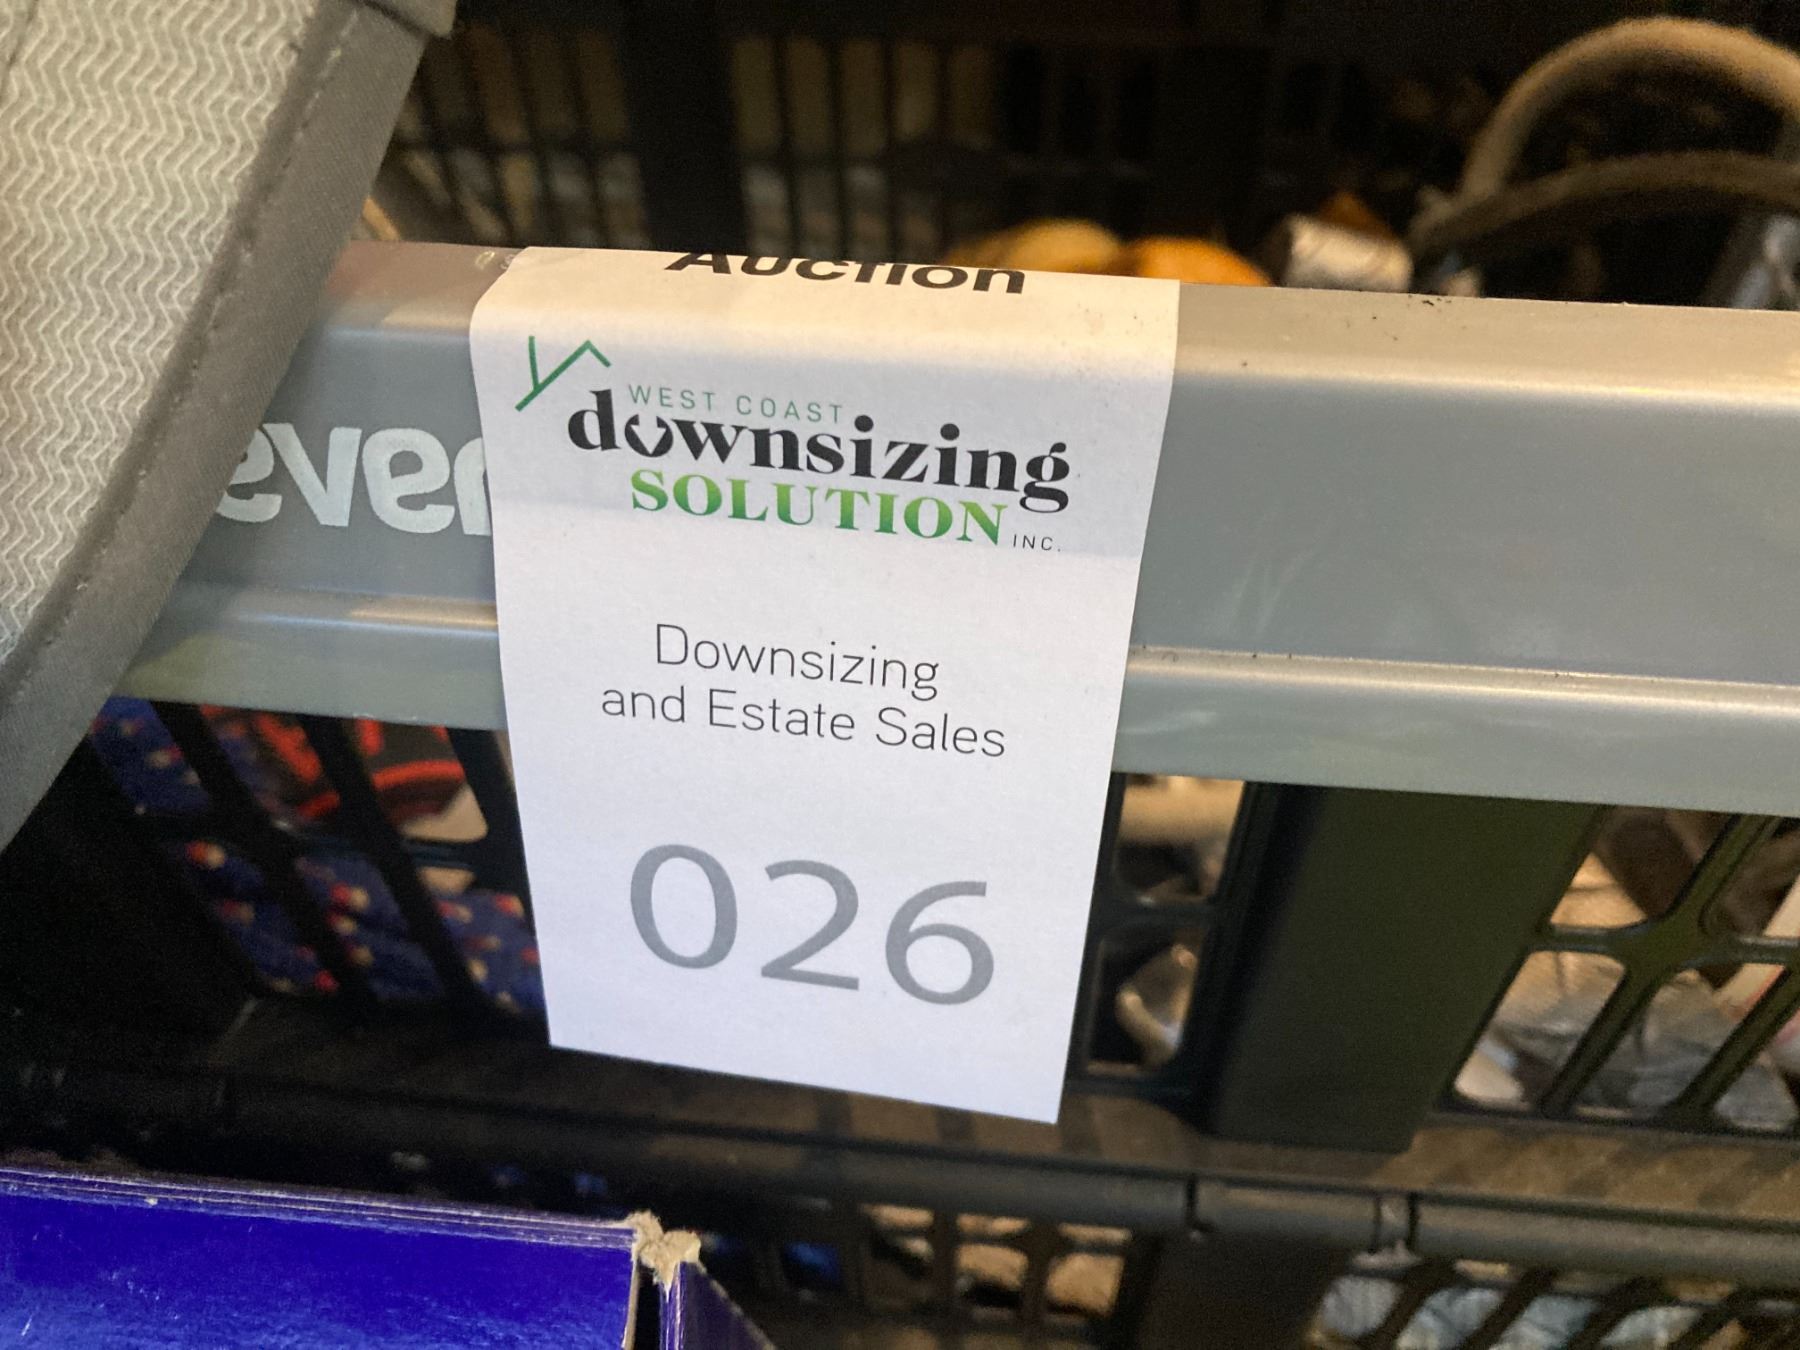 Auction
WEST COAST
downsizing
SOLUTION INC.
Downsizing
and Estate Sales
026